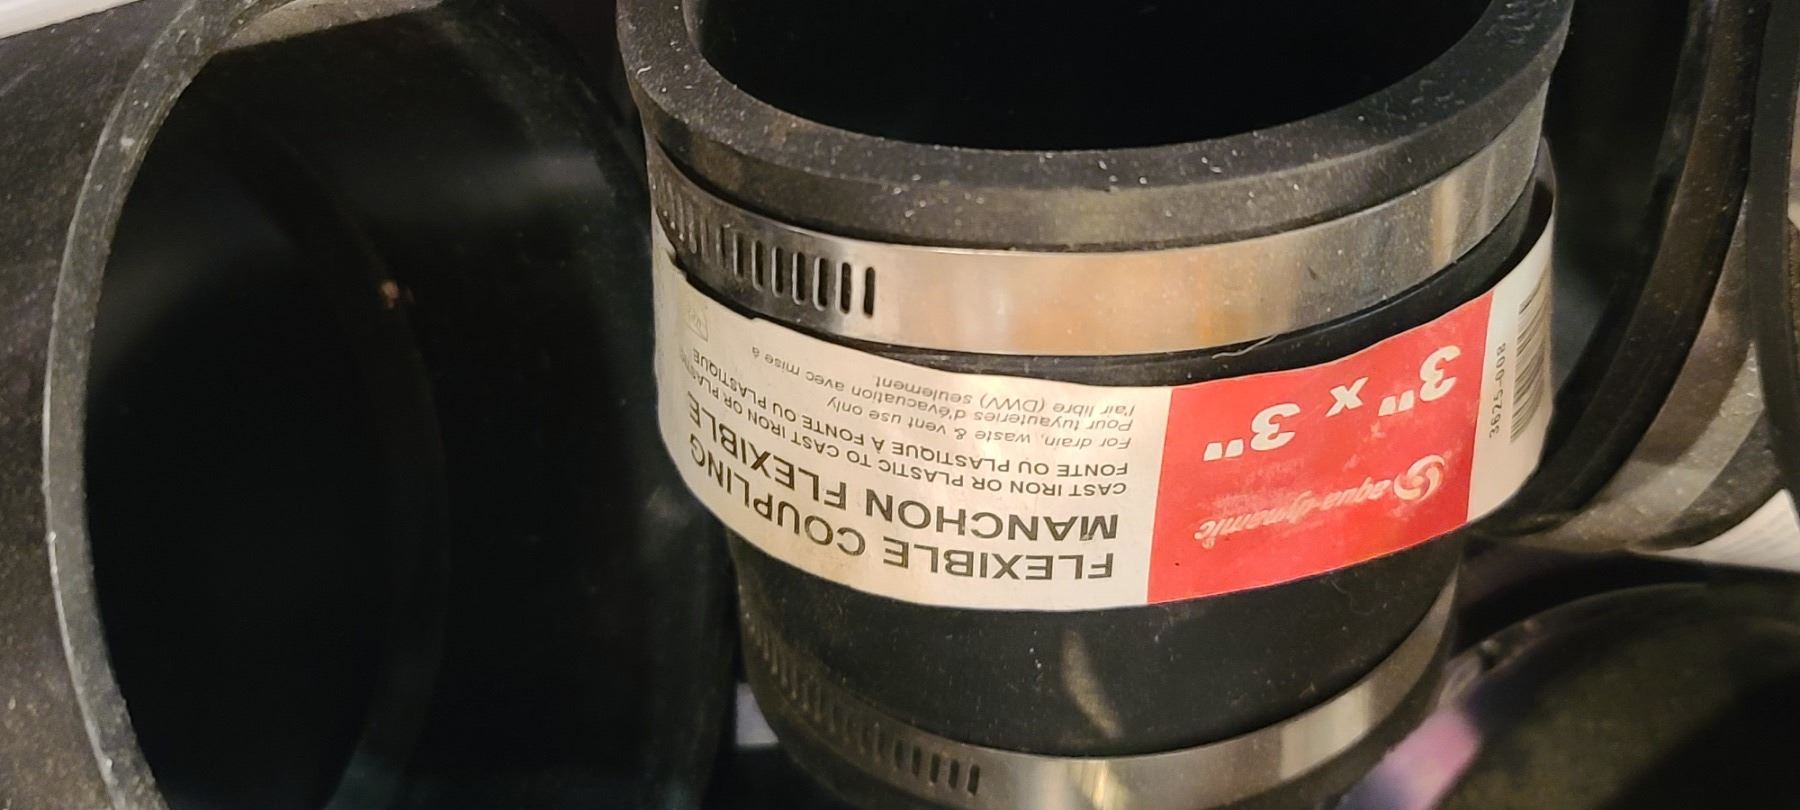 FLEXIBLE COUPLING
MANCHON FLEXIBLE
CAST IRON OR PLASTIC TO CAST IRON OR PLASTIC
FONTE OU PLASTIQUE À FONTE OU PLASTIQUE
For drain, waste & vent use only
Pour tuyauteries d'évacuation avec mise à
l'air libre (DWV) seulement.
aqua-dynamic
3" x 3"
3625-008